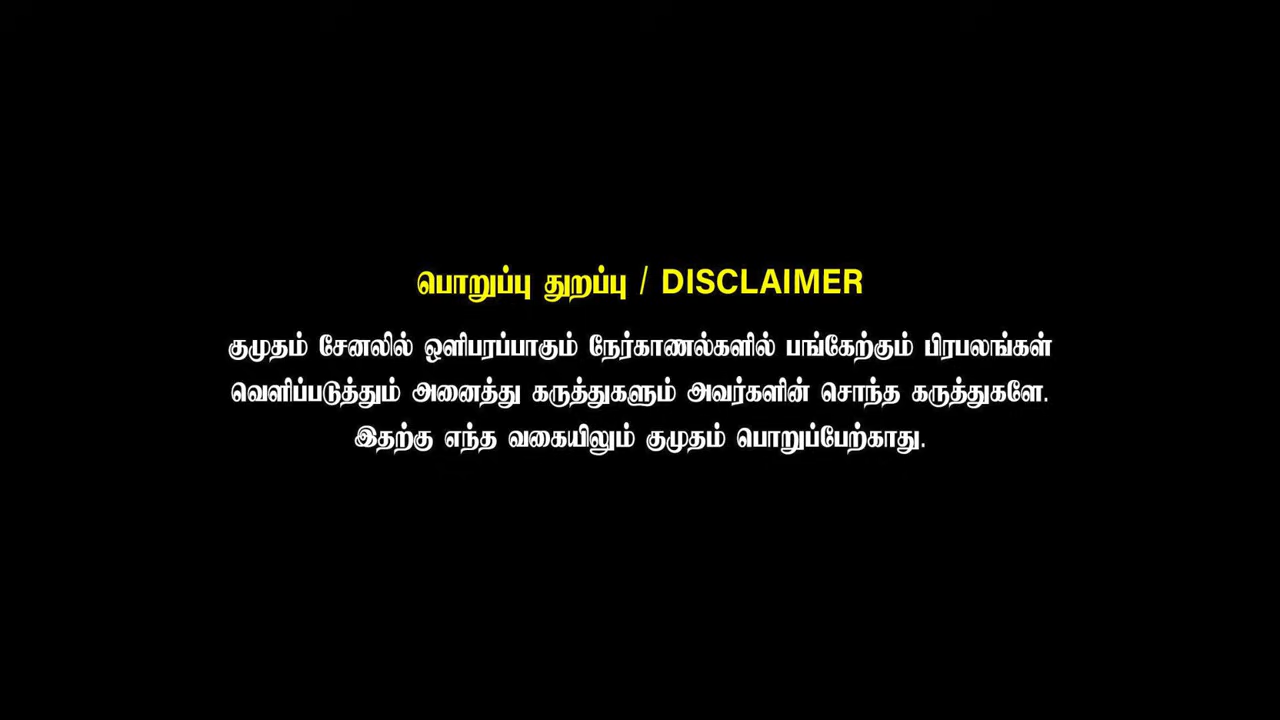 பொறுப்பு துறப்பு / DISCLAIMER
குமுதம் சேனலில் ஒளிபரப்பாகும் நேர்காணல்களில் பங்கேற்கும் பிரபலங்கள்
வெளிப்படுத்தும் அனைத்து கருத்துகளும் அவர்களின் சொந்த கருத்துகளே.
இதற்கு எந்த வகையிலும் குமுதம் பொறுப்பேற்காது.